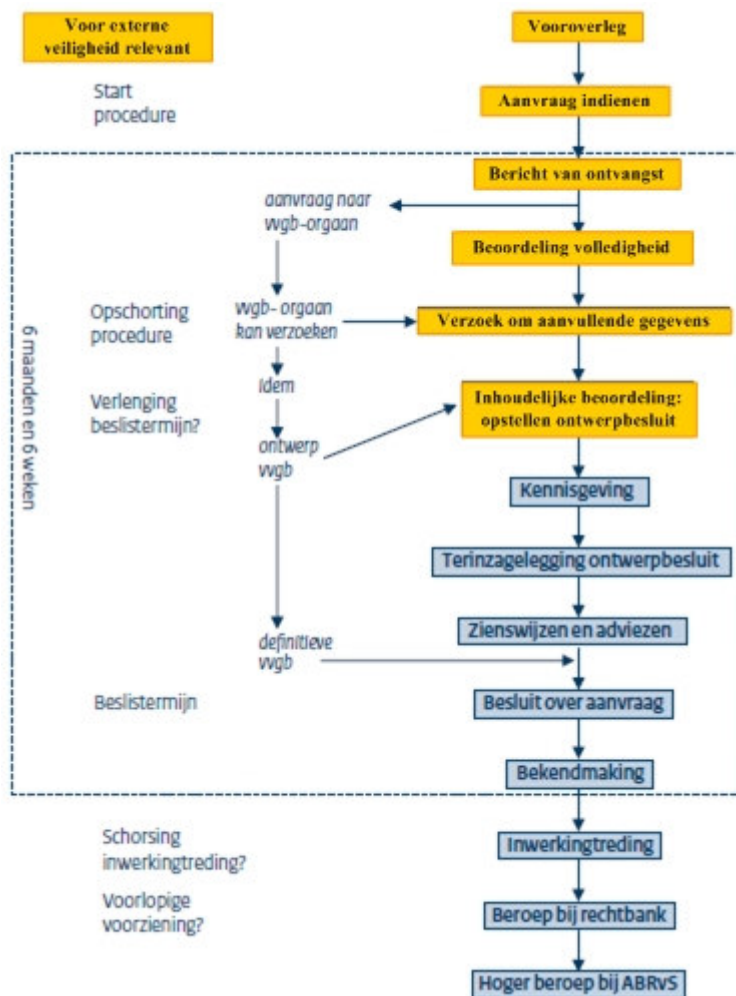 Voor externe
veiligheid relevant
Vooroverleg
Start
procedure
Aanvraag indienen
Bericht van ontvangst
aanvraag naar
vvgb-orgaan
Beoordeling volledigheid
6 maanden en 6 weken
Opschorting
procedure
vvgb- orgaan
kan verzoeken
Verzoek om aanvullende gegevens
Idem
Verlenging
beslistermijn?
Inhoudelijke beoordeling:
opstellen ontwerpbesluit
ontwerp
vvgb
Kennisgeving
Terinzagelegging ontwerpbesluit
Zienswijzen en adviezen
definitieve
vvgb
Beslistermijn
Besluit over aanvraag
Bekendmaking
Schorsing
inwerkingtreding?
Inwerkingtreding
Voorlopige
voorziening?
Beroep bij rechtbank
Hoger beroep bij ABRvS